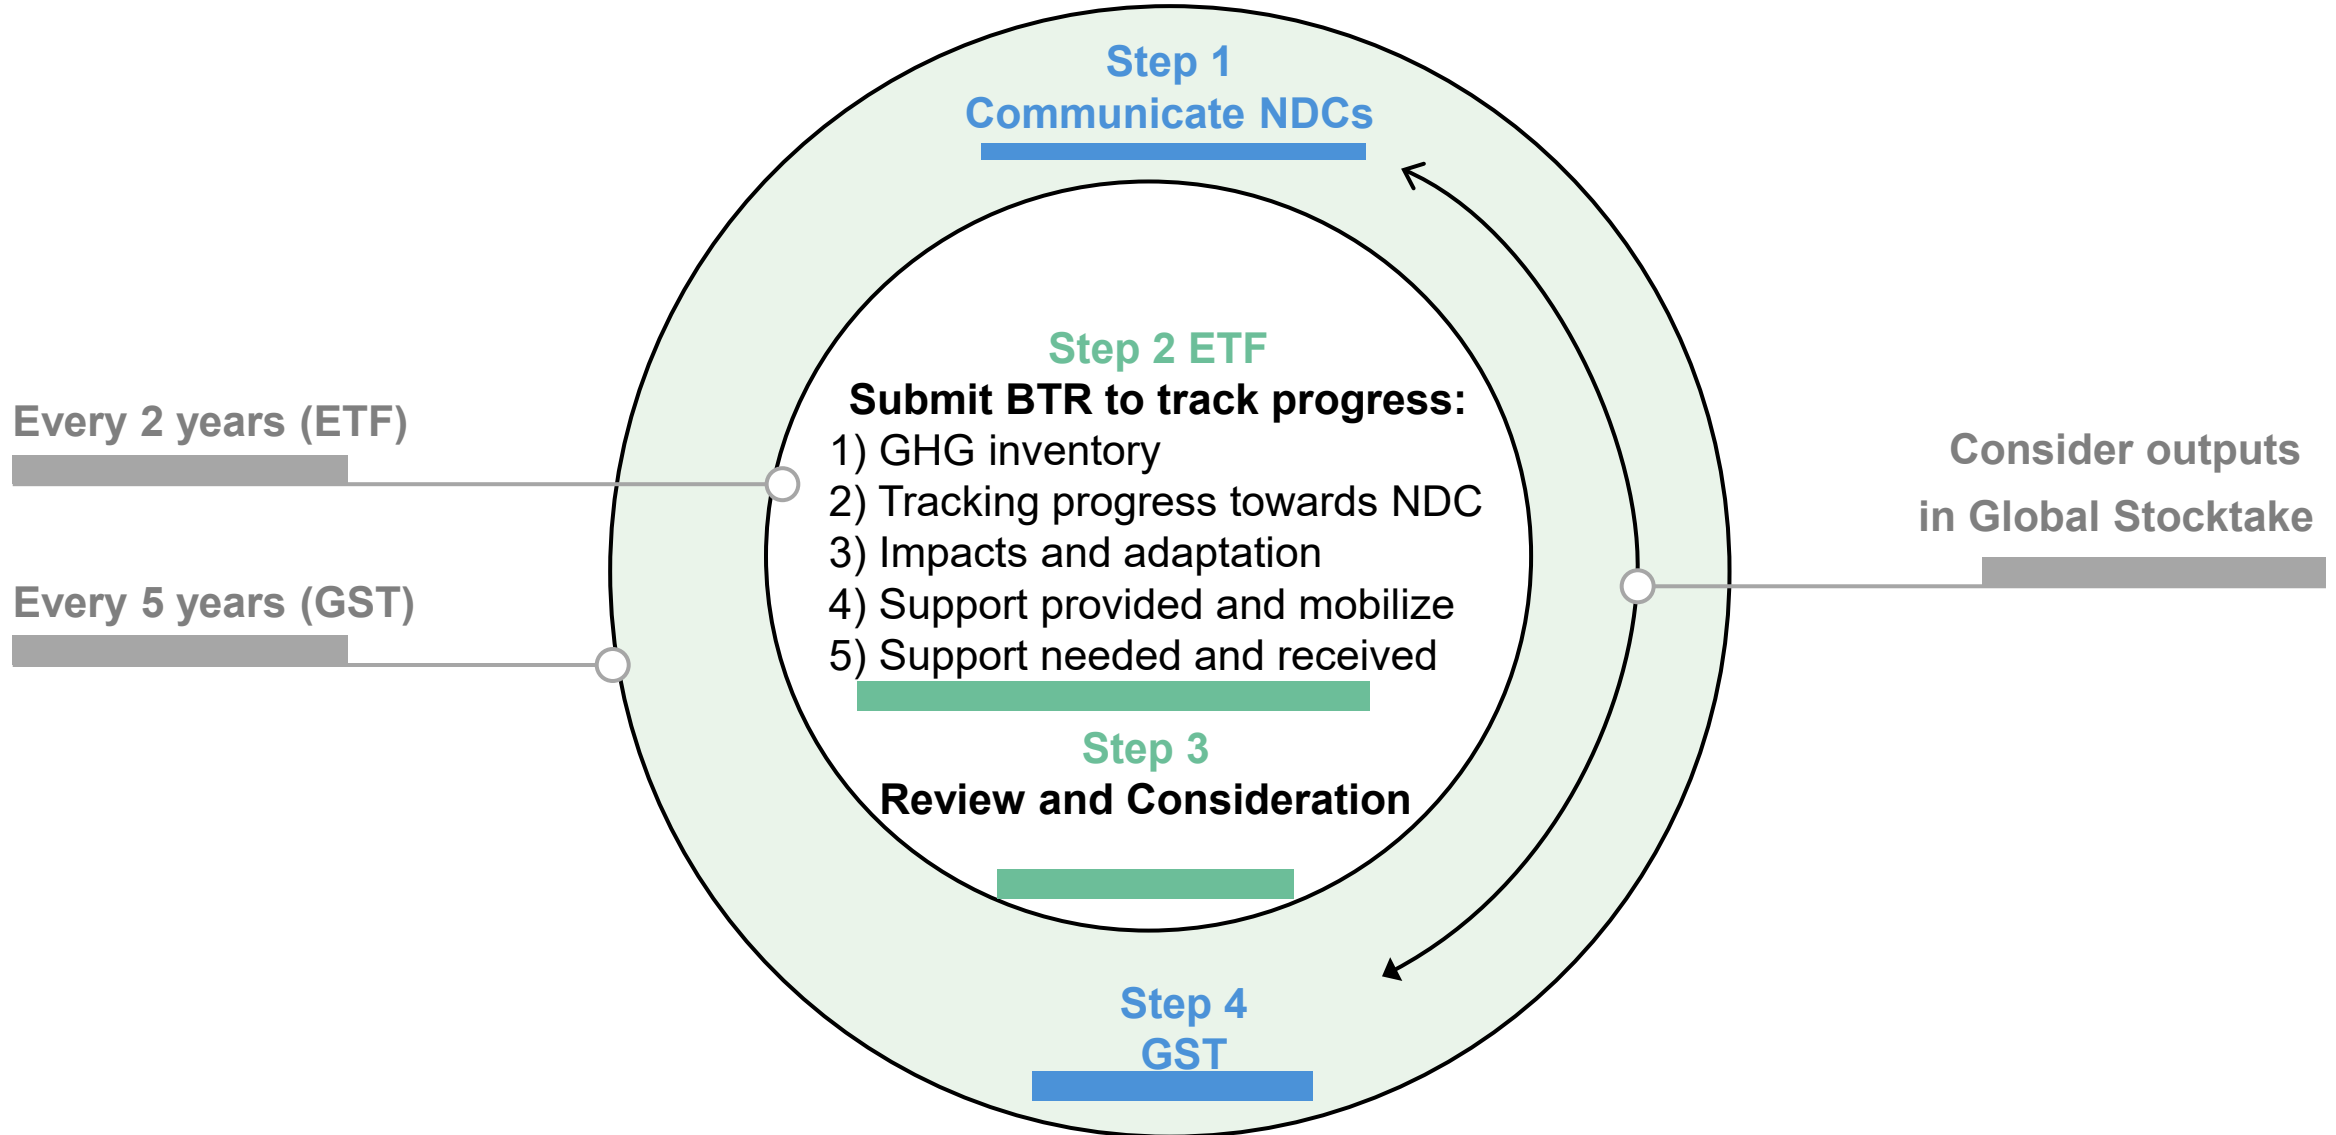 Step 1
Communicate NDCs
Step 2 ETF
Submit BTR to track progress:
1) GHG inventory
2) Tracking progress towards NDC
3) Impacts and adaptation
4) Support provided and mobilize
5) Support needed and received
Step 3
Review and Consideration
Step 4
GST
Every 2 years (ETF)
Every 5 years (GST)
Consider outputs
in Global Stocktake